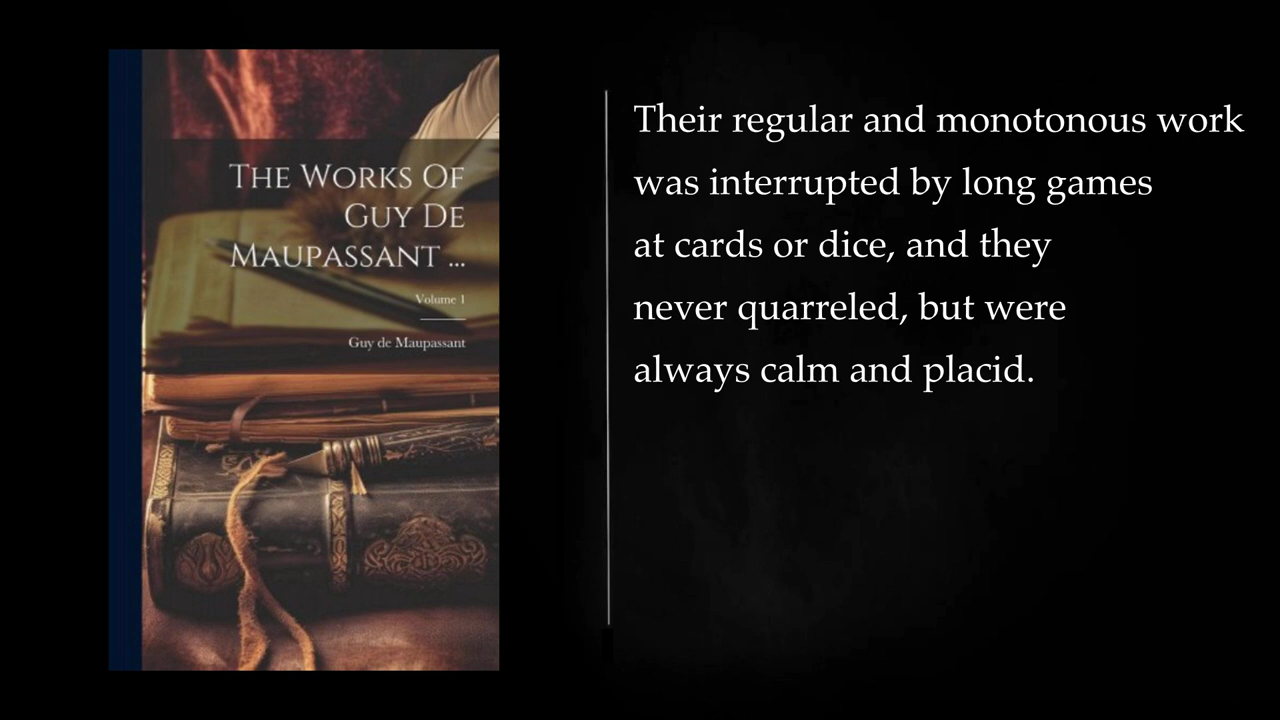 The Works Of
Guy De
Maupassant ...
Volume 1
Guy de Maupassant
Their regular and monotonous work
was interrupted by long games
at cards or dice, and they
never quarreled, but were
always calm and placid.